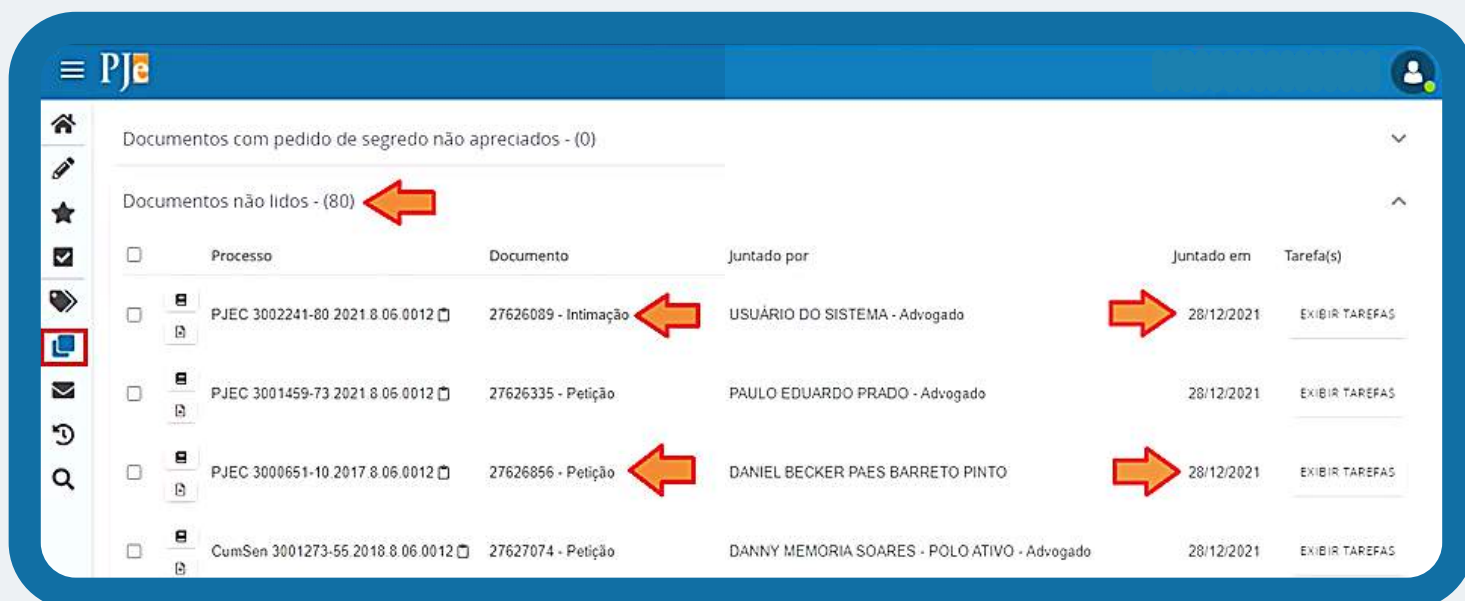 PJe
Documentos com pedido de segredo não apreciados - (0)
Documentos não lidos - (80)
Processo Documento Juntado por Juntado em Tarefa(s)
PJEC 3002241-80.2021.8.06.0012 27626089 - Intimação USUÁRIO DO SISTEMA - Advogado 28/12/2021 EXIBIR TAREFAS
PJEC 3001459-73.2021.8.06.0012 27626335 - Petição PAULO EDUARDO PRADO - Advogado 28/12/2021 EXIBIR TAREFAS
PJEC 3000651-10.2017.8.06.0012 27626856 - Petição DANIEL BECKER PAES BARRETO PINTO 28/12/2021 EXIBIR TAREFAS
CumSen 3001273-55.2018.8.06.0012 27627074 - Petição DANNY MEMORIA SOARES - POLO ATIVO - Advogado 28/12/2021 EXIBIR TAREFAS